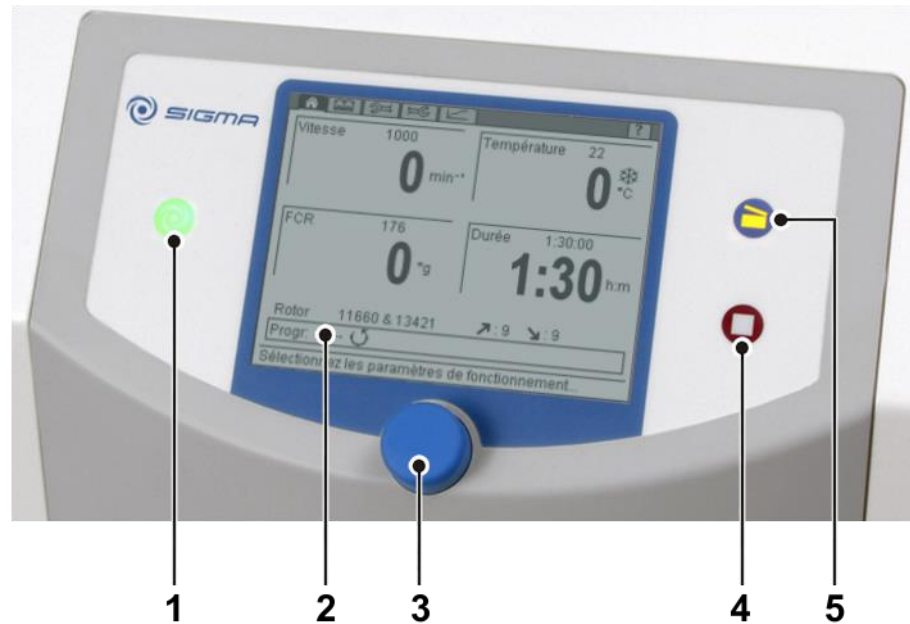 SIGMA
?
Vitesse 1000
0 min⁻¹
Température 22
0 °C
FCR 176
0 *g
Durée 1:30:00
1:30 h:m
Rotor 11660 & 13421 : 9 : 9
Progr:
Sélectionnez les paramètres de fonctionnement...
1 2 3 4 5